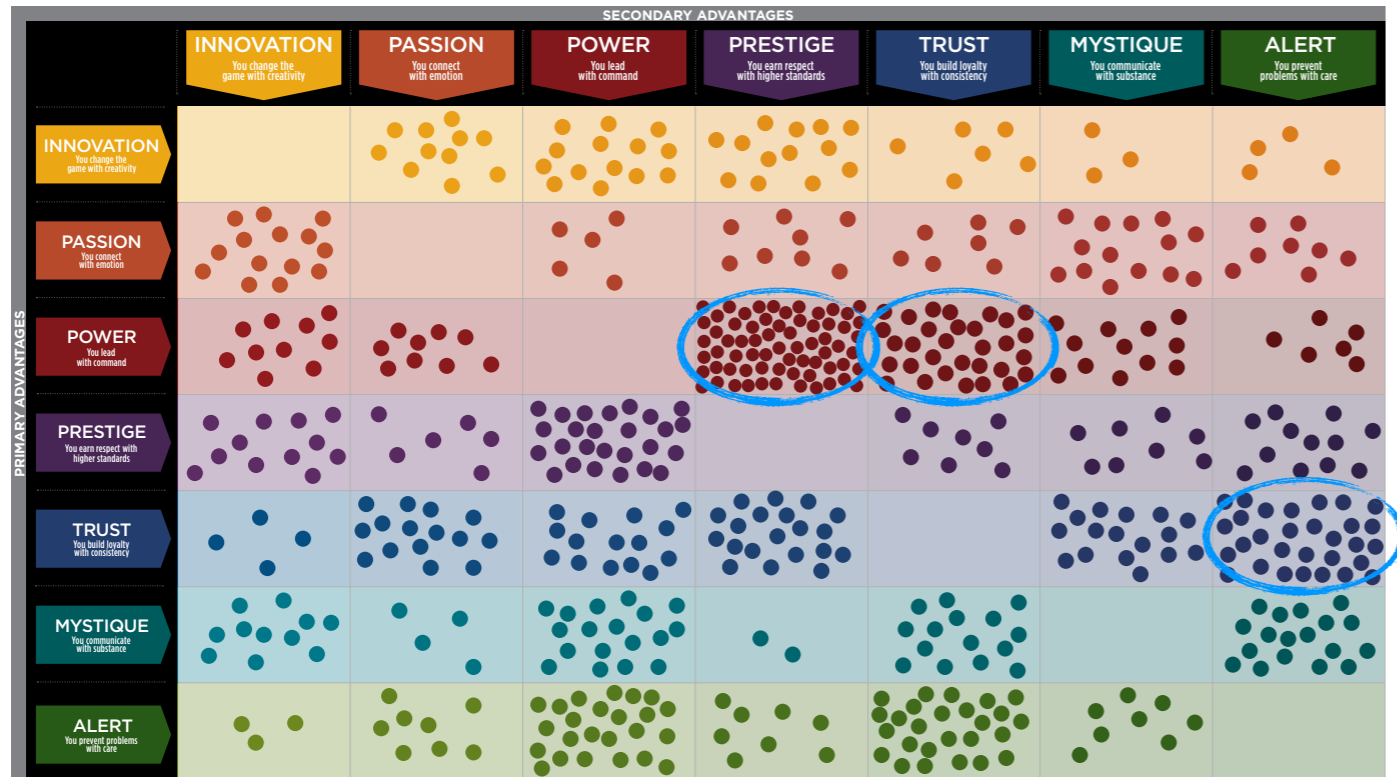 SECONDARY ADVANTAGES
INNOVATION
You change the
game with creativity
PASSION
You connect
with emotion
POWER
You lead
with command
PRESTIGE
You earn respect
with higher standards
TRUST
You build loyalty
with consistency
MYSTIQUE
You communicate
with substance
ALERT
You prevent
problems with care
PRIMARY ADVANTAGES
INNOVATION
You change the
game with creativity
PASSION
You connect
with emotion
POWER
You lead
with command
PRESTIGE
You earn respect with
higher standards
TRUST
You build loyalty
with consistency
MYSTIQUE
You communicate
with substance
ALERT
You prevent problems
with care